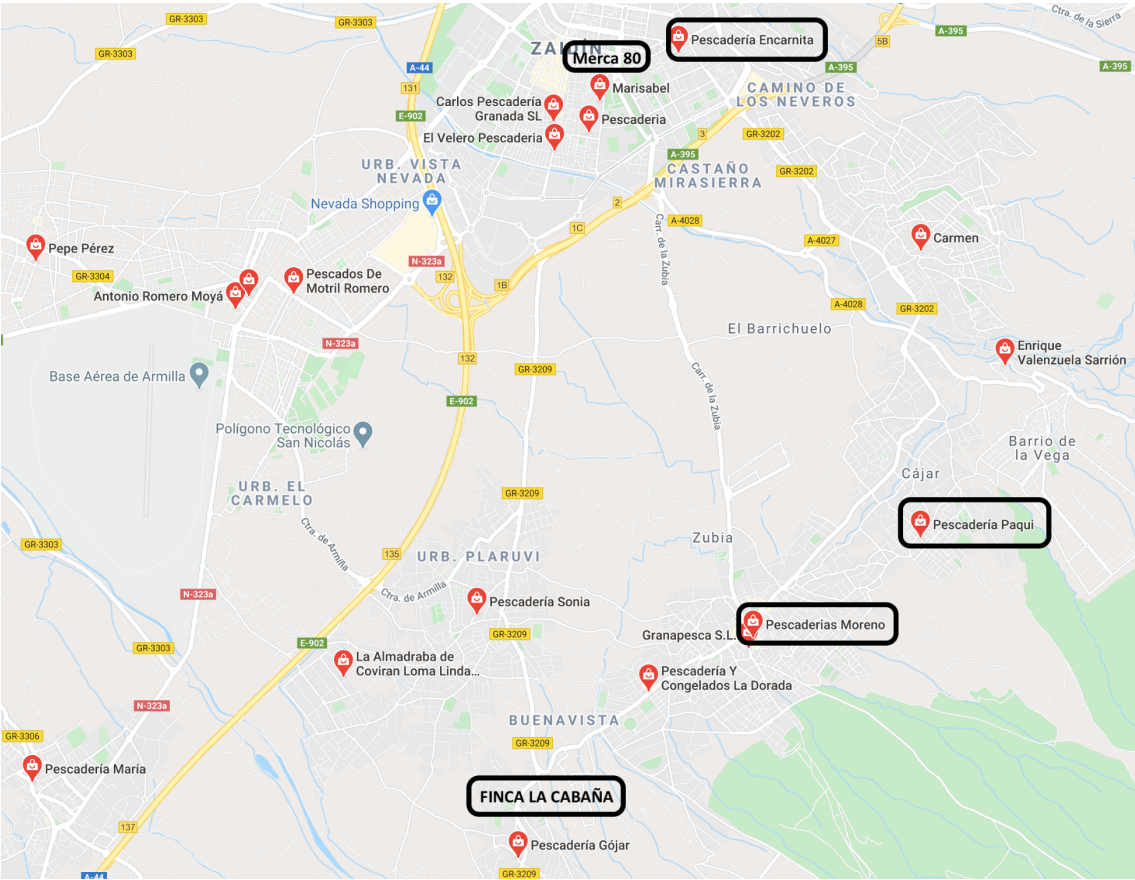 GR-3303
GR-3303
Ctra. de la Sierra
Pescadería Encarnita
A-395
5B
ZAIDÍN
Merca 80
GR-3303
A-44
A-395
A-395
131
Marisabel
CAMINO DE
LOS NEVEROS
Carlos Pescadería
Granada SL
E-902
Pescaderia
El Velero Pescaderia
3
GR-3202
A-395
URB. VISTA
NEVADA
CASTAÑO
MIRASIERRA
GR-3202
Nevada Shopping
2
A-4028
1C
Carr. de la Zubia
A-4027
Carmen
Pepe Pérez
N-323a
GR-3304
132
Pescados De
Motril Romero
1B
Antonio Romero Moyá
A-4028
GR-3202
El Barrichuelo
N-323a
Enrique
Valenzuela Sarrión
132
GR-3209
Base Aérea de Armilla
Carr. de la Zubia
E-902
Polígono Tecnológico
San Nicolás
Barrio de
la Vega
Cájar
URB. EL
CARMELO
GR-3209
Pescadería Paqui
Ctra. de Armilla
GR-3303
Zubia
135
URB. PLARUVI
Ctra. de Armilla
N-323a
Pescadería Sonia
Pescaderias Moreno
GR-3209
Granapesca S.L.
E-902
GR-3303
La Almadraba de
Coviran Loma Linda...
Pescadería Y
Congelados La Dorada
N-323a
BUENAVISTA
GR-3306
GR-3209
Pescadería María
FINCA LA CABAÑA
137
Pescadería Gójar
GR-3209
A-44